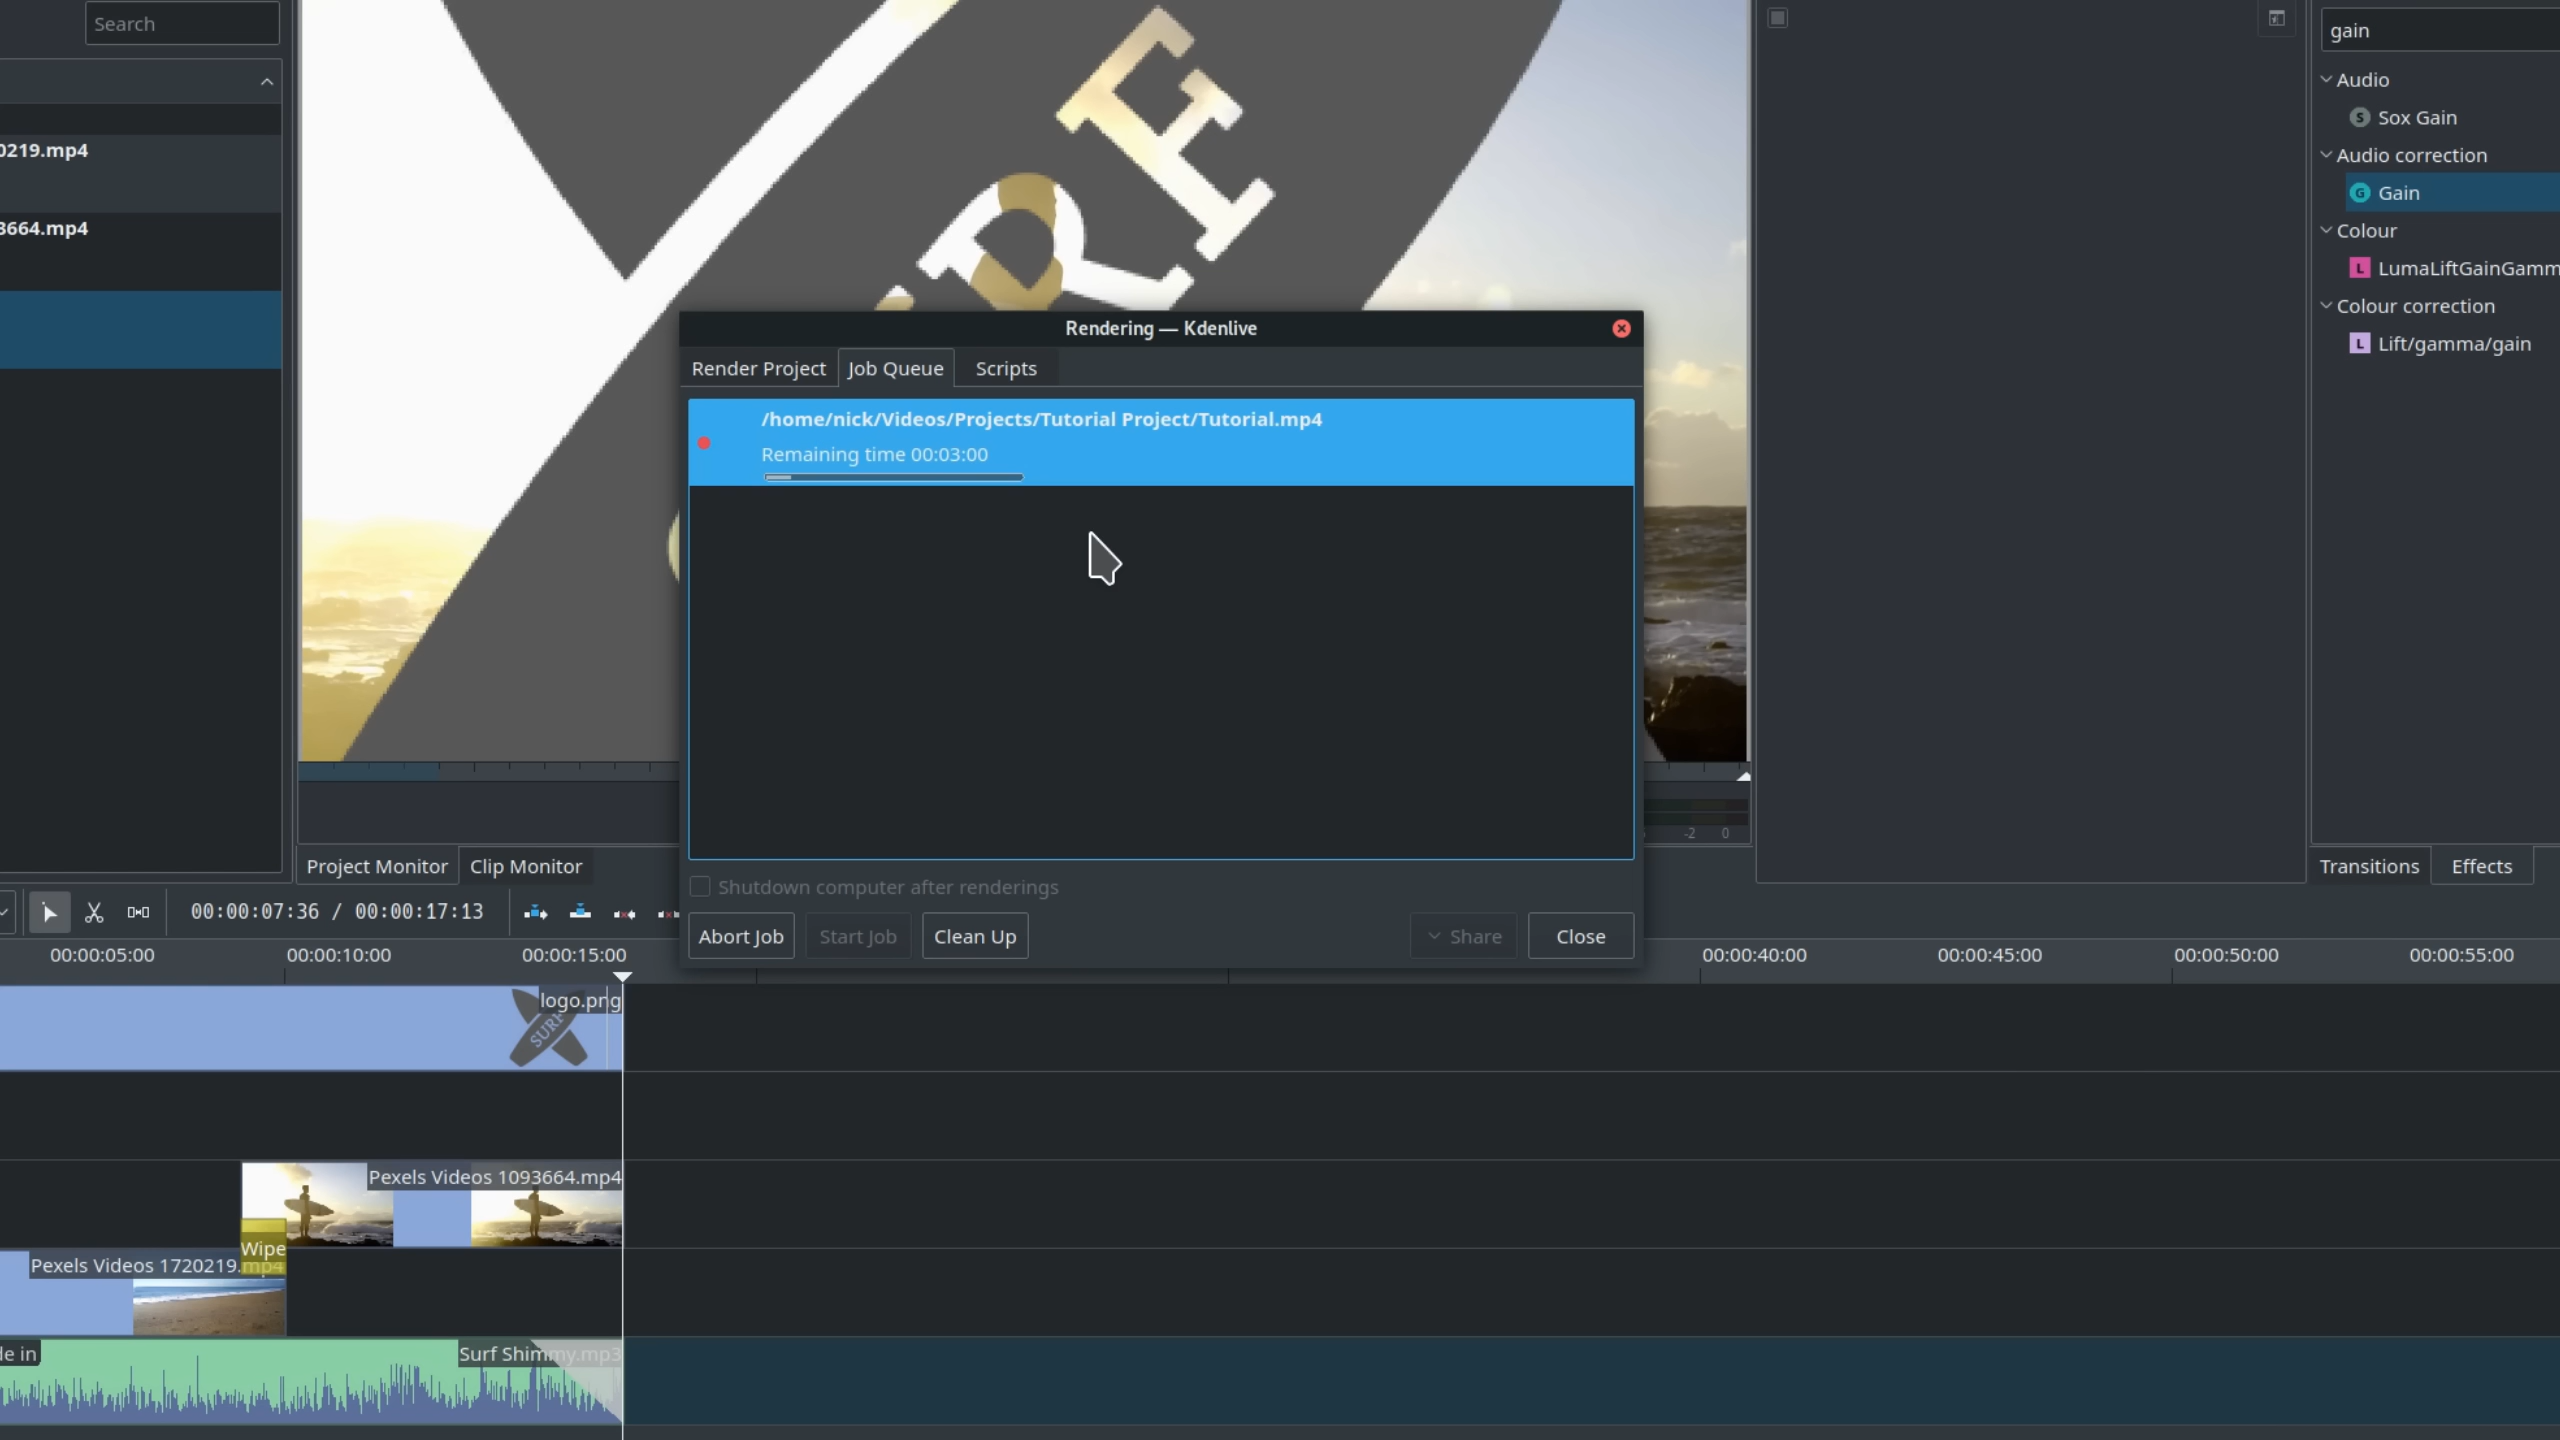 Search
gain
Audio
Sox Gain
Audio correction
Gain
Colour
LumaLiftGainGamm
Colour correction
Lift/gamma/gain
0219.mp4
3664.mp4
Rendering — Kdenlive
Render Project
Job Queue
Scripts
/home/nick/Videos/Projects/Tutorial Project/Tutorial.mp4
Remaining time 00:03:00
-2 0
Shutdown computer after renderings
Abort Job
Start Job
Clean Up
Share
Close
Project Monitor
Clip Monitor
Transitions
Effects
00:00:07:36 / 00:00:17:13
00:00:05:00
00:00:10:00
00:00:15:00
00:00:40:00
00:00:45:00
00:00:50:00
00:00:55:00
logo.png
SURF
Pexels Videos 1093664.mp4
Wipe
Pexels Videos 1720219.mp4
de in
Surf Shimmy.mp3